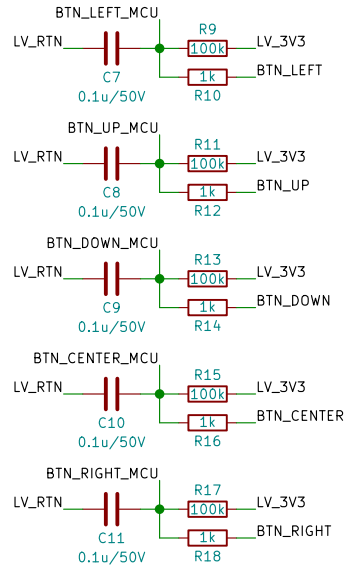 BTN_LEFT_MCU
R9
LV_RTN
100k
LV_3V3
1k
BTN_LEFT
C7
R10
0.1u/50V
BTN_UP_MCU
R11
LV_RTN
100k
LV_3V3
1k
BTN_UP
C8
R12
0.1u/50V
BTN_DOWN_MCU
R13
LV_RTN
100k
LV_3V3
1k
BTN_DOWN
C9
R14
0.1u/50V
BTN_CENTER_MCU
R15
LV_RTN
100k
LV_3V3
1k
BTN_CENTER
C10
R16
0.1u/50V
BTN_RIGHT_MCU
R17
LV_RTN
100k
LV_3V3
1k
BTN_RIGHT
C11
R18
0.1u/50V